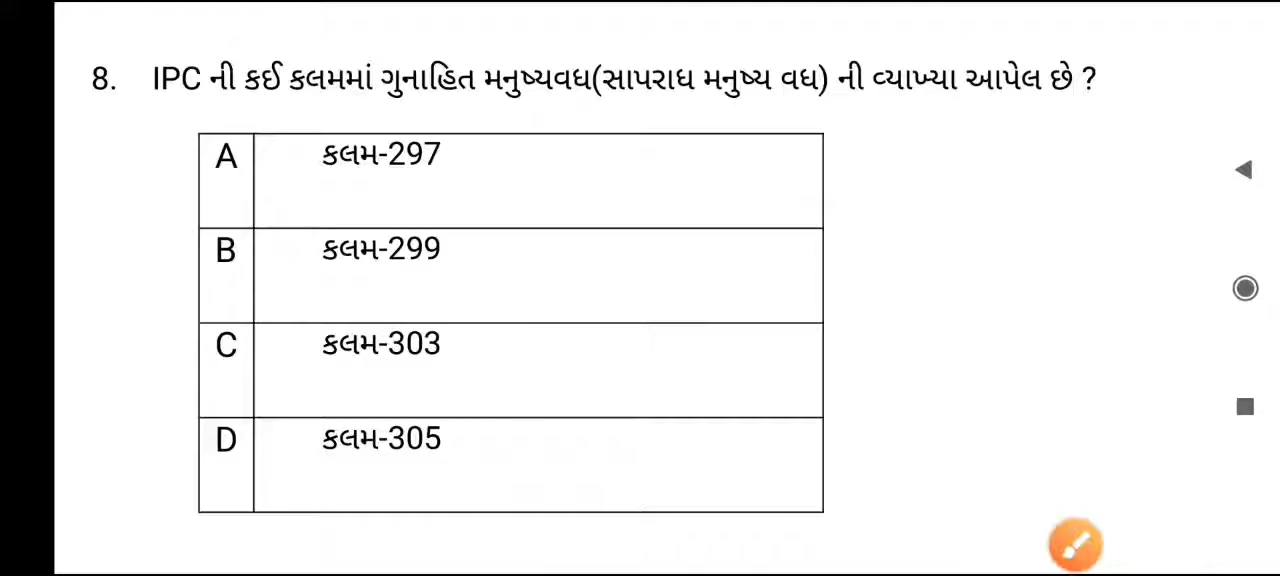 8. IPC ની કઈ કલમમાં ગુનાહિત મનુષ્યવધ(સાપરાધ મનુષ્ય વધ) ની વ્યાખ્યા આપેલ છે ?
A કલમ-297
B કલમ-299
C કલમ-303
D કલમ-305